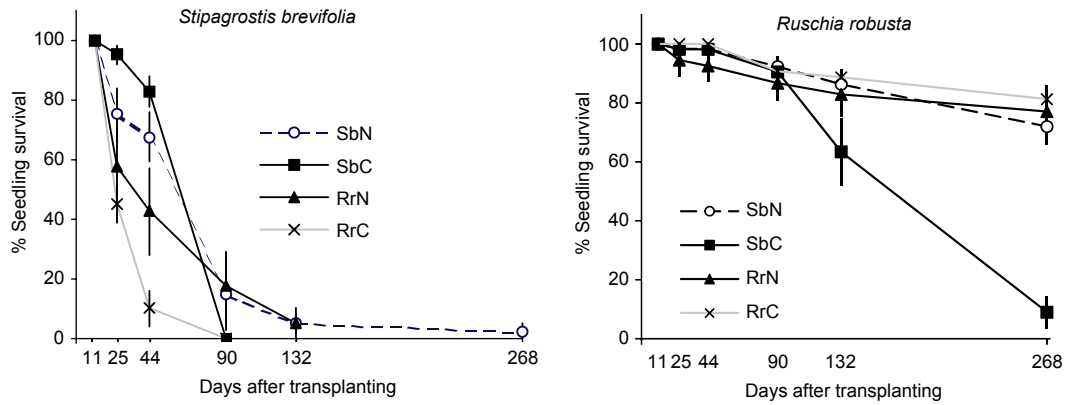 Stipagrostis brevifolia
100
80
60
40
20
0
% Seedling survival
SbN
SbC
RrN
RrC
11 25 44 90 132 268
Days after transplanting
Ruschia robusta
100
80
60
40
20
0
% Seedling survival
SbN
SbC
RrN
RrC
11 25 44 90 132 268
Days after transplanting